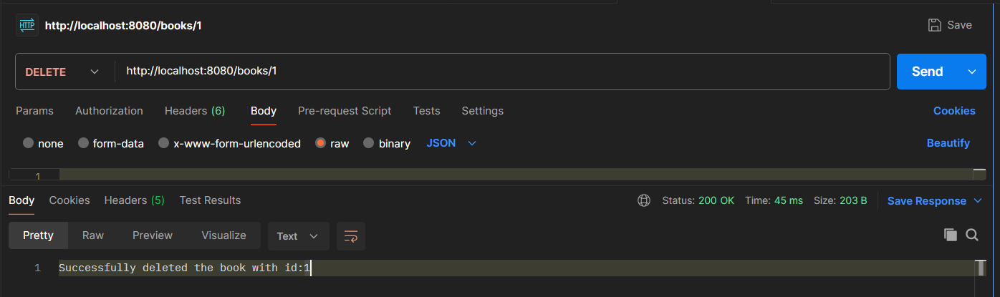 HTTP http://localhost:8080/books/1 Save
DELETE http://localhost:8080/books/1 Send
Params Authorization Headers (6) Body Pre-request Script Tests Settings Cookies
none form-data x-www-form-urlencoded raw binary JSON Beautify
1
Body Cookies Headers (5) Test Results Status: 200 OK Time: 45 ms Size: 203 B Save Response
Pretty Raw Preview Visualize Text
1 Successfully deleted the book with id:1